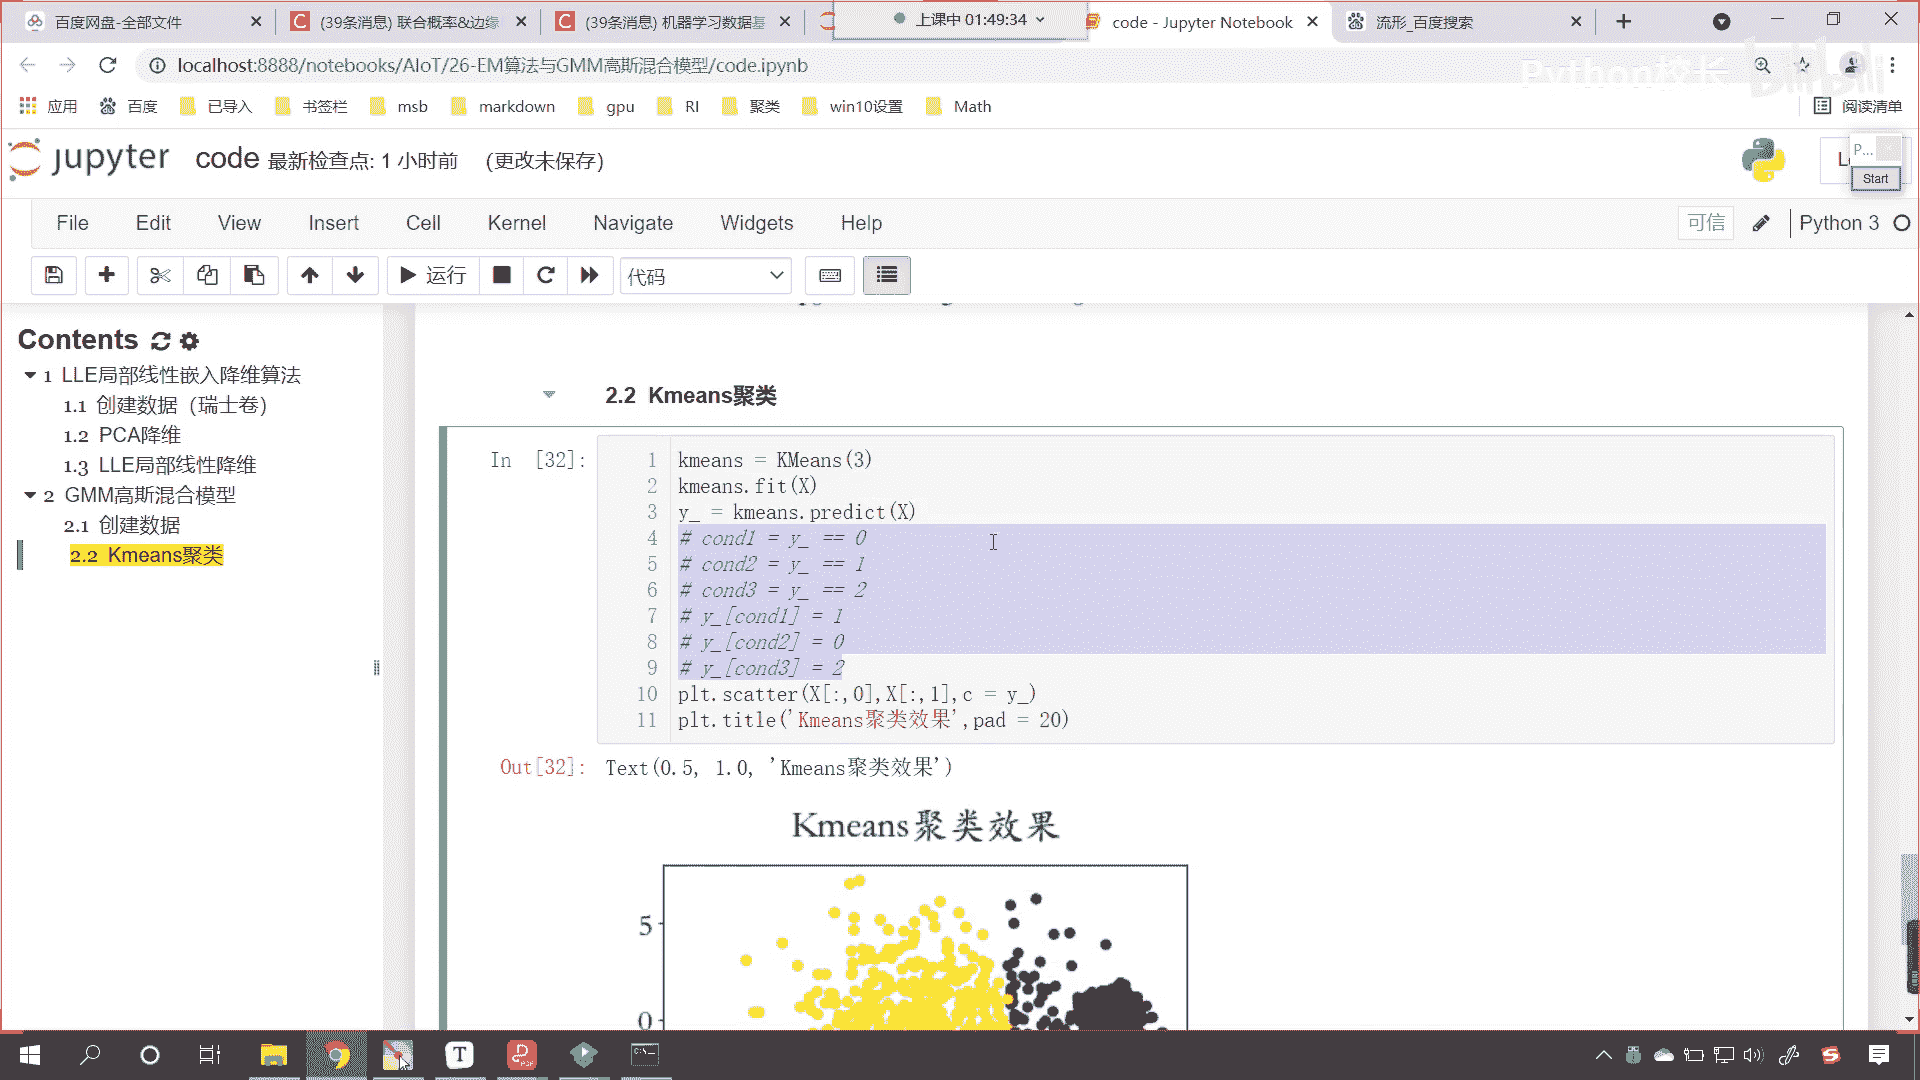 百度网盘-全部文件
(39条消息) 联合概率&边缘
(39条消息) 机器学习数据基
上课中 01:49:34
code - Jupyter Notebook
流形_百度搜索
localhost:8888/notebooks/AIoT/26-EM算法与GMM高斯混合模型/code.ipynb
Python校长
bilibili
应用 百度 已导入 书签栏 msb markdown gpu RI 聚类 win10设置 Math 阅读清单
jupyter code 最新检查点: 1 小时前 (更改未保存)
P...
Start
File Edit View Insert Cell Kernel Navigate Widgets Help 可信 Python 3
运行 代码
Contents
1 LLE局部线性嵌入降维算法
1.1 创建数据（瑞士卷）
1.2 PCA降维
1.3 LLE局部线性降维
2 GMM高斯混合模型
2.1 创建数据
2.2 Kmeans聚类
2.2 Kmeans聚类
In [32]:
1 kmeans = KMeans(3)
2 kmeans.fit(X)
3 y_ = kmeans.predict(X)
4 # cond1 = y_ == 0
5 # cond2 = y_ == 1
6 # cond3 = y_ == 2
7 # y_[cond1] = 1
8 # y_[cond2] = 0
9 # y_[cond3] = 2
10 plt.scatter(X[:,0],X[:,1],c = y_)
11 plt.title('Kmeans聚类效果',pad = 20)
Out[32]: Text(0.5, 1.0, 'Kmeans聚类效果')
Kmeans聚类效果
5
0